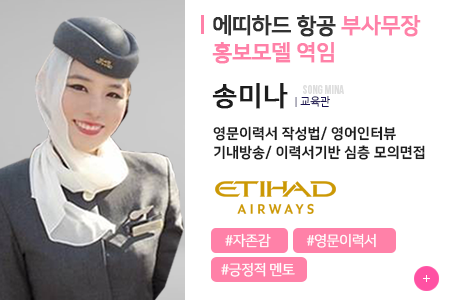 에띠하드 항공 부사무장
홍보모델 역임
송미나 SONG MINA
| 교육관
영문이력서 작성법/ 영어인터뷰
기내방송/ 이력서기반 심층 모의면접
ETIHAD
AIRWAYS
#자존감 #영문이력서
#긍정적 멘토
+